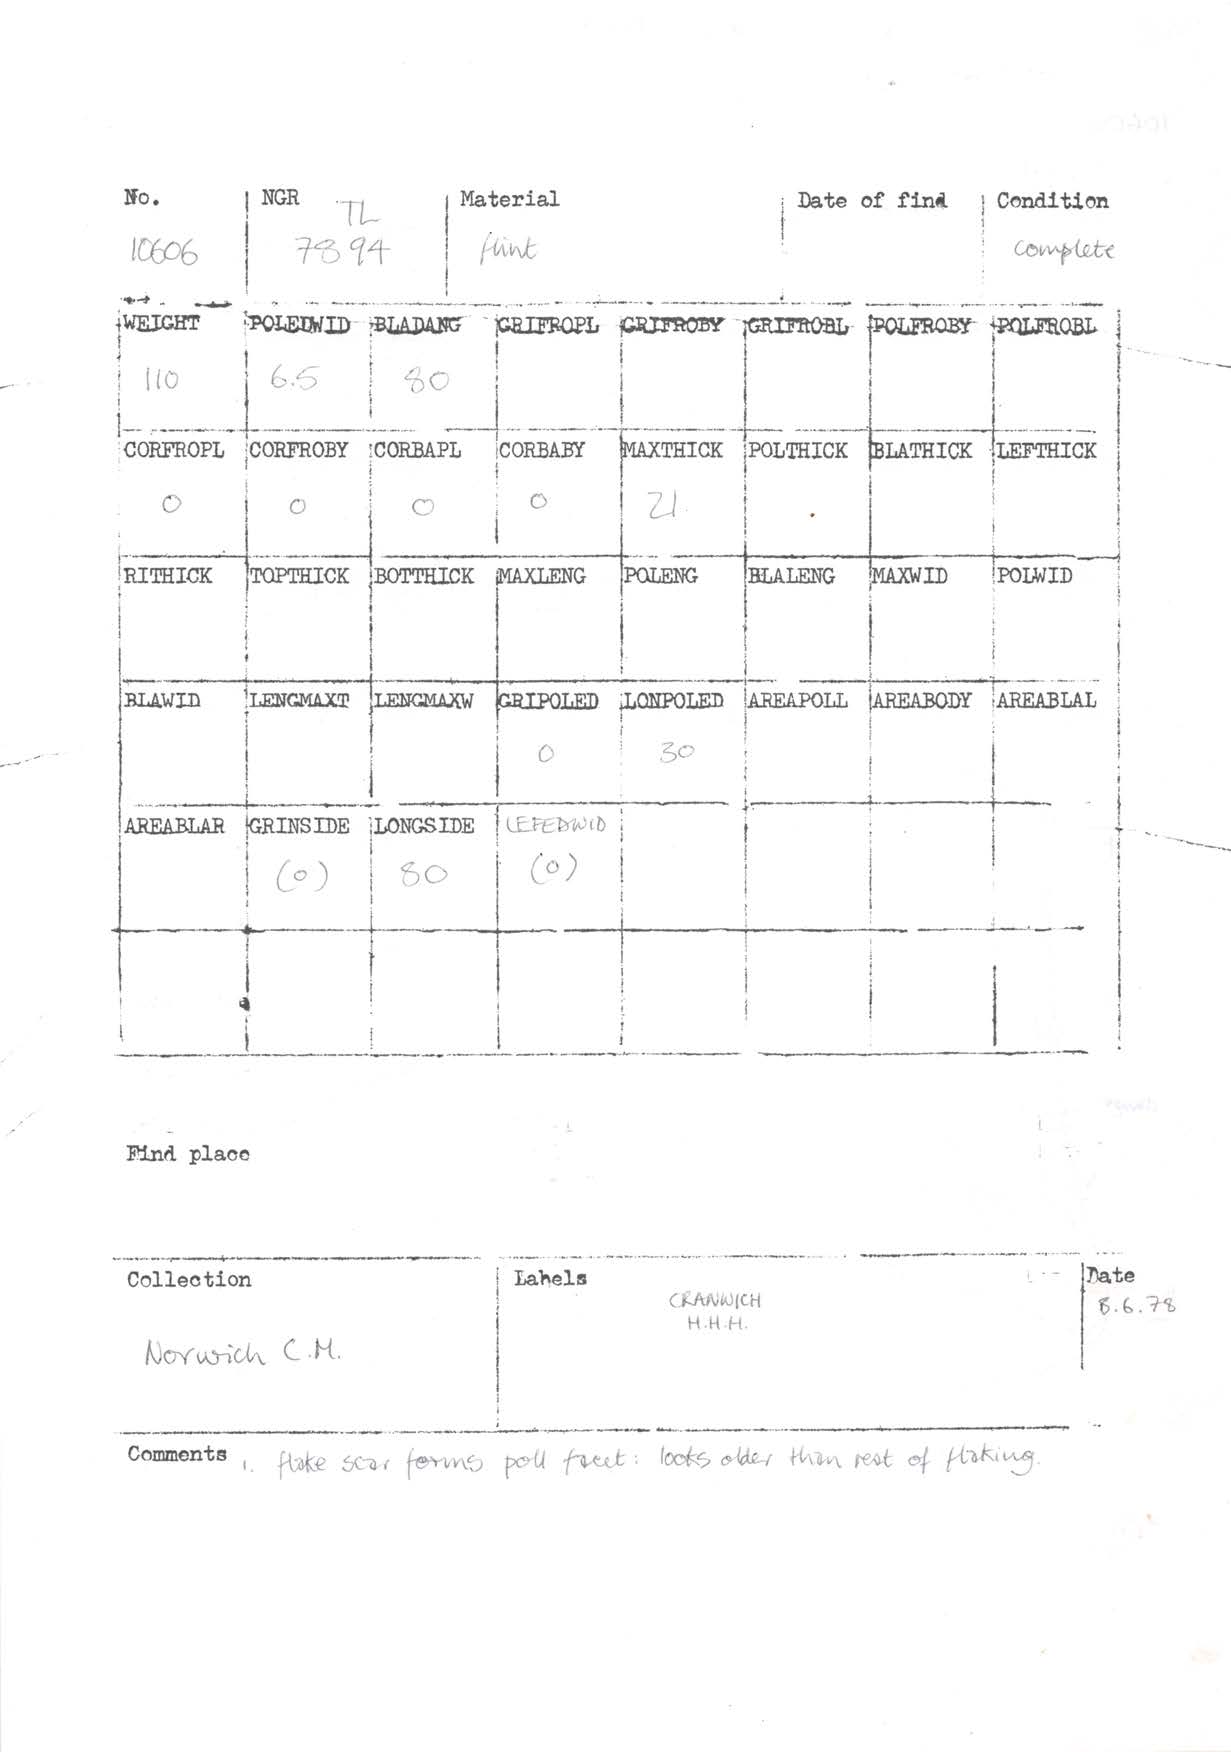 No. NGR Material Date of find Condition
TL
10606 7894 flint complete
WEIGHT POLEDWID BLADANG GRIFROPL GRIFROBY GRIFROBL POLFROBY POLFROBL
110 6.5 80
CORFROPL CORFROBY CORBAPL CORBABY MAXTHICK POLTHICK BLATHICK LEFTHICK
0 0 0 0 21
RITHICK TOPTHICK BOTTHICK MAXLENG POLENG BLALENG MAXWID POLWID
BLAWID LENGMAXT LENGMAXW GRIPOLED LONPOLED AREAPOLL AREABODY AREABLAL
0 30
AREABLAR GRINSIDE LONGSIDE LEFEDWID
(0) 80 (0)
Find place
Collection Labels Date
CRANWICH 8.6.78
H.H.H.
Norwich C.M.
Comments 1. flake scar forms poll facet: looks older than rest of flaking.